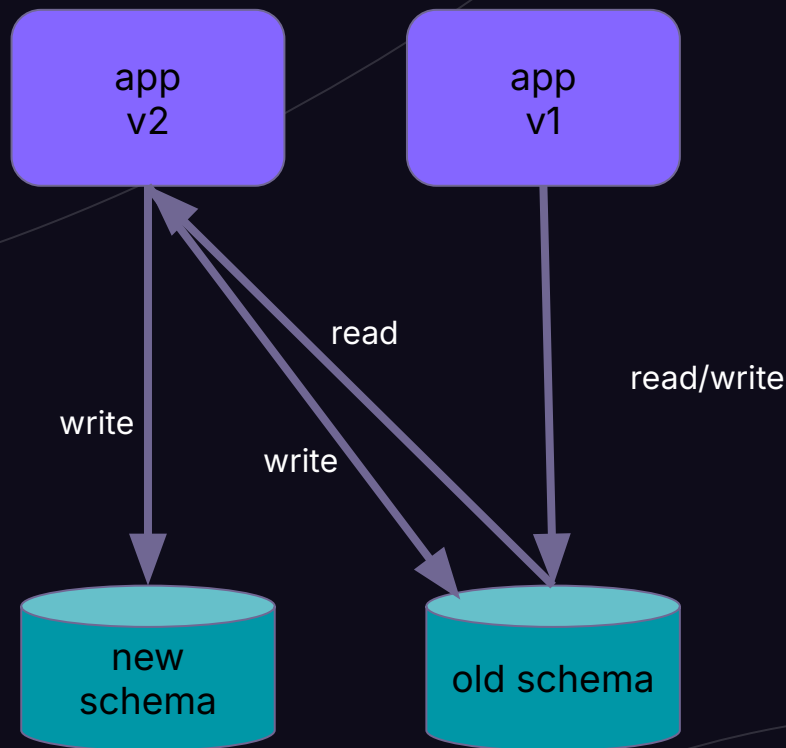 app
v2
app
v1
read
read/write
write
write
new
schema
old schema